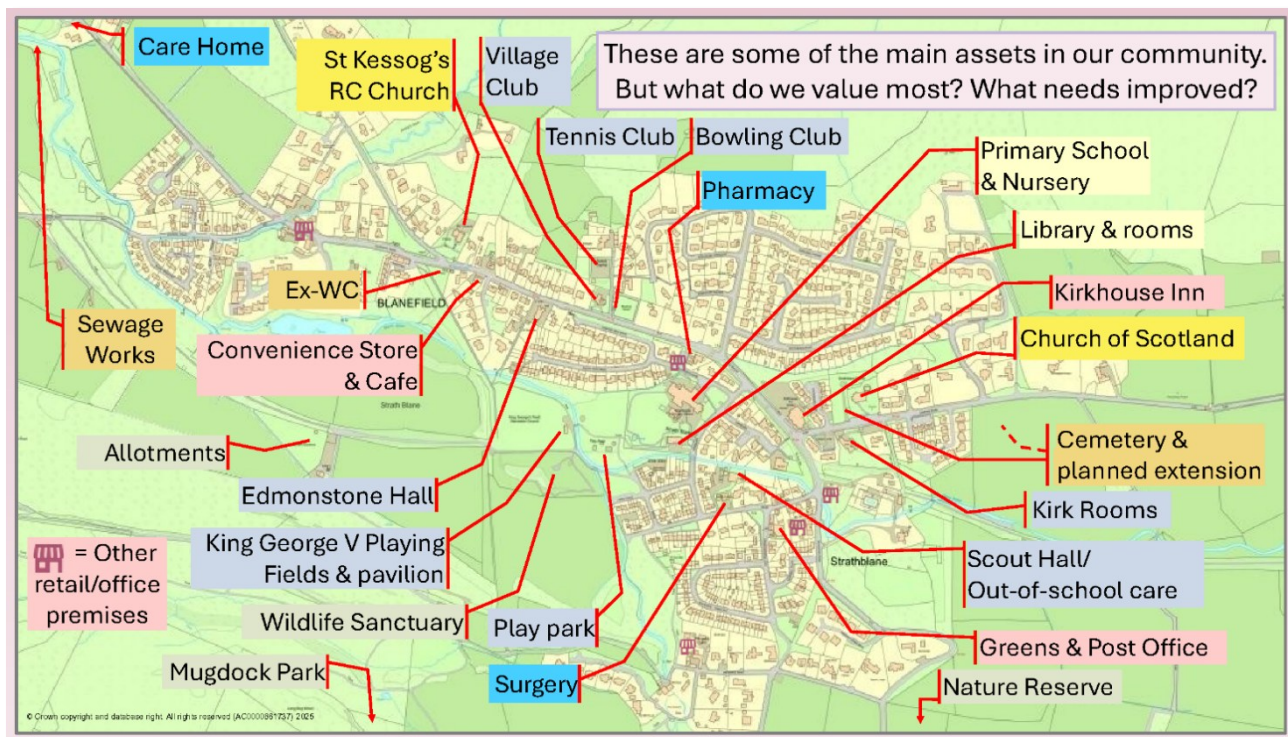 Care Home
St Kessog's
RC Church
Village
Club
These are some of the main assets in our community.
But what do we value most? What needs improved?
Tennis Club
Bowling Club
Pharmacy
Primary School
& Nursery
Library & rooms
Kirkhouse Inn
Church of Scotland
Ex-WC
BLANEFIELD
Sewage
Works
Convenience Store
& Cafe
Strath Blane
Allotments
Cemetery &
planned extension
Edmonstone Hall
Kirk Rooms
King George V Playing
Fields & pavilion
= Other
retail/office
premises
Strathblane
Scout Hall/
Out-of-school care
Wildlife Sanctuary
Play park
Greens & Post Office
Mugdock Park
Surgery
Nature Reserve
© Crown copyright and database right. All rights reserved (AC0000851737) 2025